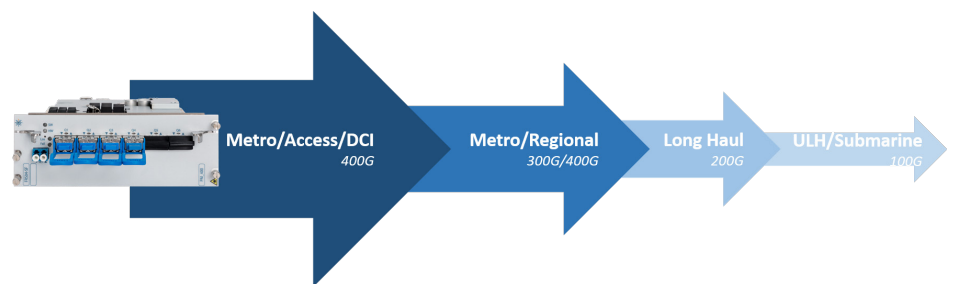 Metro/Access/DCI
400G
Metro/Regional
300G/400G
Long Haul
200G
ULH/Submarine
100G